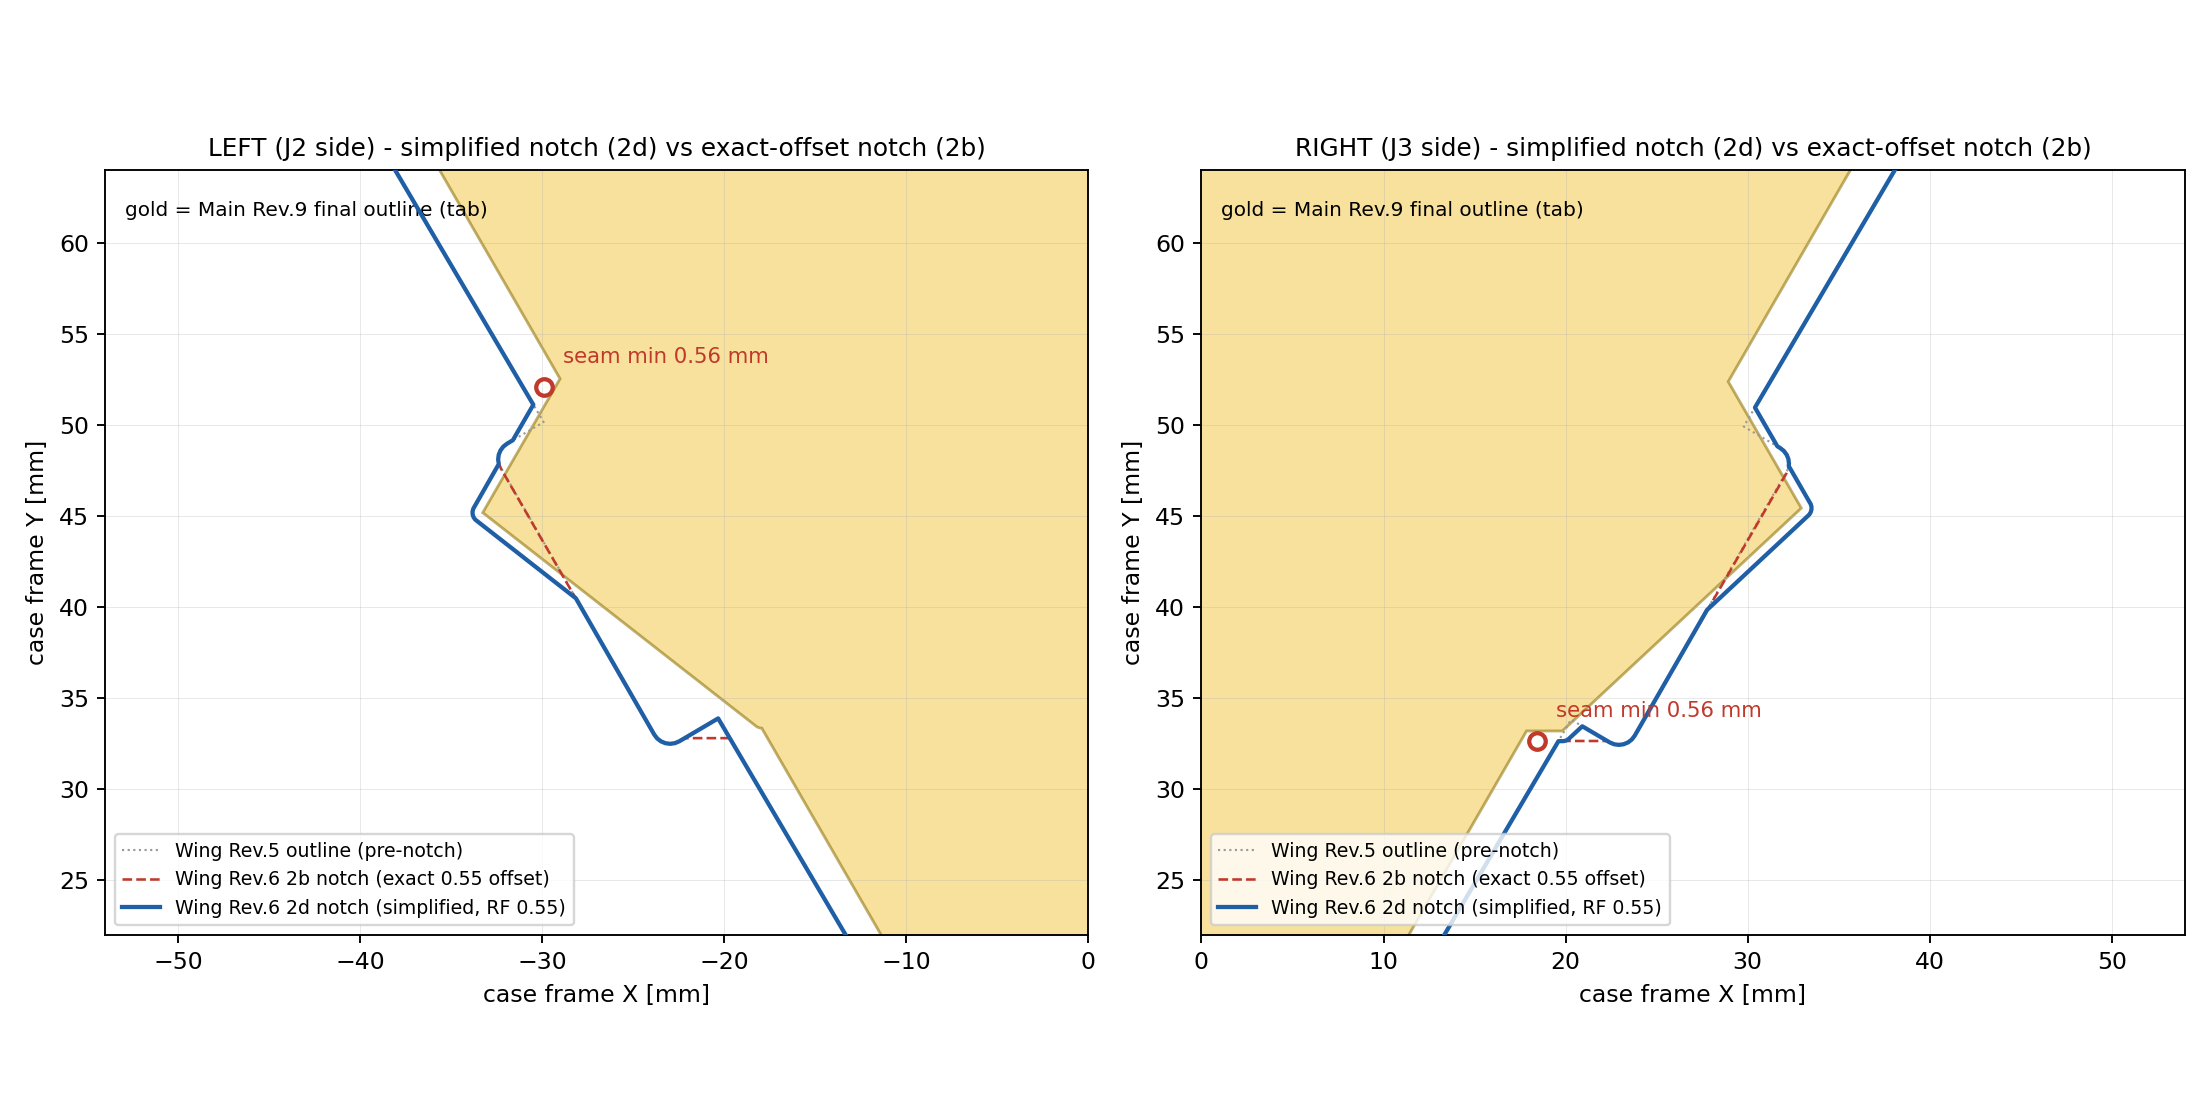 LEFT (J2 side) - simplified notch (2d) vs exact-offset notch (2b)
gold = Main Rev.9 final outline (tab)
seam min 0.56 mm
case frame Y [mm]
60
55
50
45
40
35
30
25
Wing Rev.5 outline (pre-notch)
Wing Rev.6 2b notch (exact 0.55 offset)
Wing Rev.6 2d notch (simplified, RF 0.55)
−50
−40
−30
−20
−10
0
case frame X [mm]
RIGHT (J3 side) - simplified notch (2d) vs exact-offset notch (2b)
gold = Main Rev.9 final outline (tab)
seam min 0.56 mm
case frame Y [mm]
60
55
50
45
40
35
30
25
Wing Rev.5 outline (pre-notch)
Wing Rev.6 2b notch (exact 0.55 offset)
Wing Rev.6 2d notch (simplified, RF 0.55)
0
10
20
30
40
50
case frame X [mm]